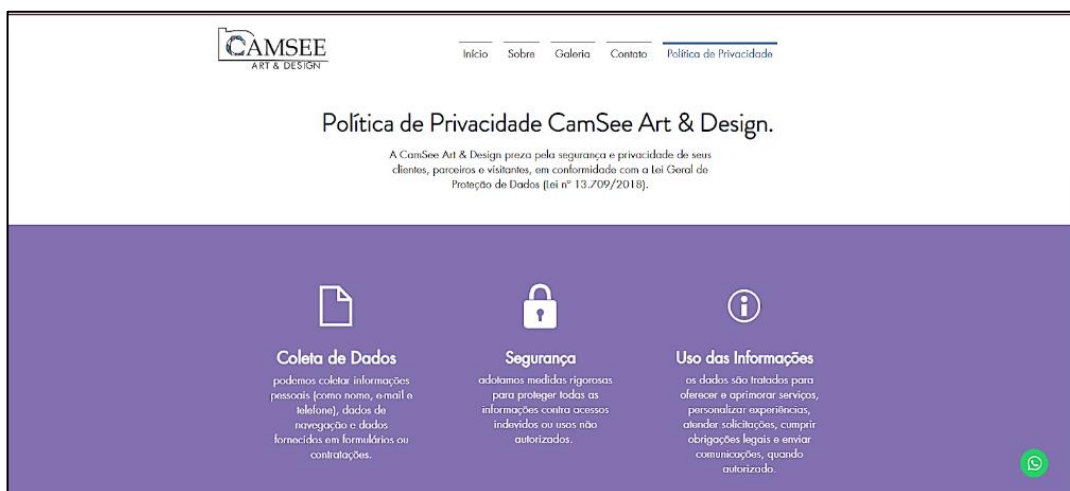 CAMSEE
ART & DESIGN
Início Sobre Galeria Contato Política de Privacidade
Política de Privacidade CamSee Art & Design.
A CamSee Art & Design preza pela segurança e privacidade de seus
clientes, parceiros e visitantes, em conformidade com a Lei Geral de
Proteção de Dados (Lei nº 13.709/2018).
Coleta de Dados
podemos coletar informações
pessoais (como nome, e-mail e
telefone), dados de
navegação e dados
fornecidos em formulários ou
contratações.
Segurança
adotamos medidas rigorosas
para proteger todas as
informações contra acessos
indevidos ou usos não
autorizados.
Uso das Informações
os dados são tratados para
oferecer e aprimorar serviços,
personalizar experiências,
atender solicitações, cumprir
obrigações legais e enviar
comunicações, quando
autorizado.